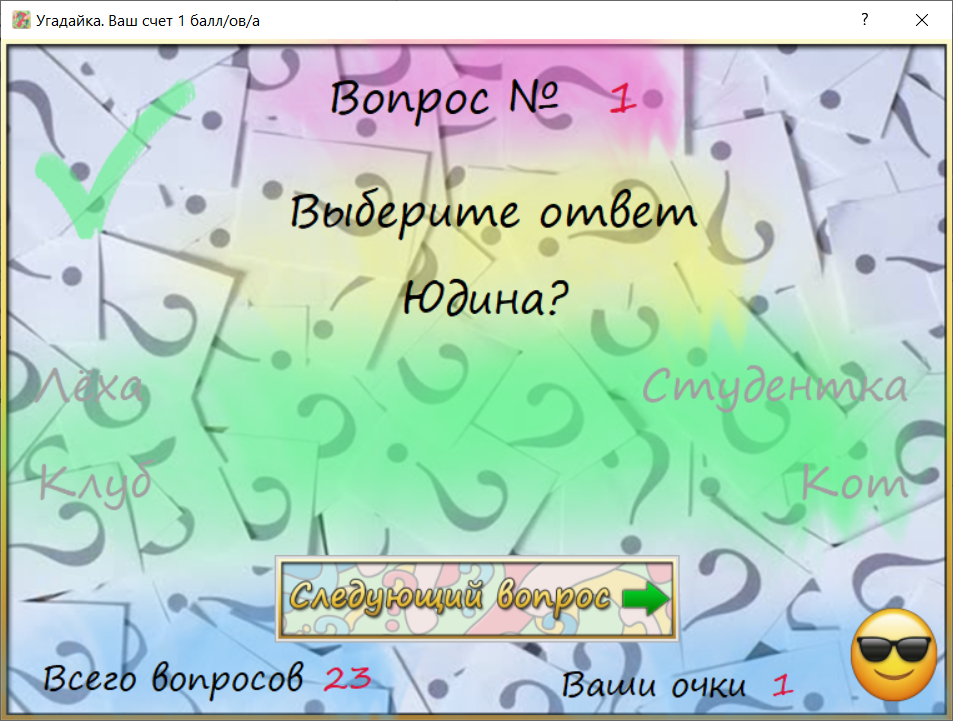 Угадайка. Ваш счет 1 балл/ов/а
Вопрос № 1
Выберите ответ
Юдина?
Лёха Студентка
Клуб Кот
Следующий вопрос
Всего вопросов 23 Ваши очки 1